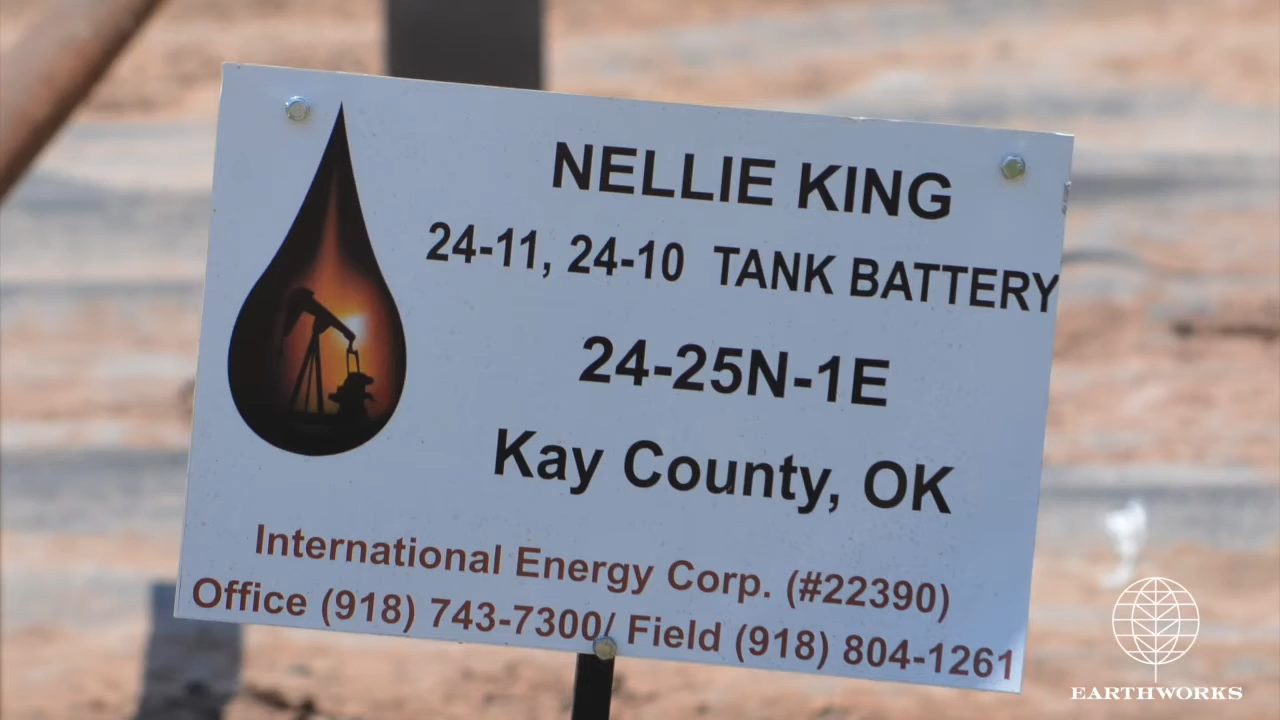 NELLIE KING
24-11, 24-10 TANK BATTERY
24-25N-1E
Kay County, OK
International Energy Corp. (#22390)
Office (918) 743-7300/ Field (918) 804-1261
EARTHWORKS